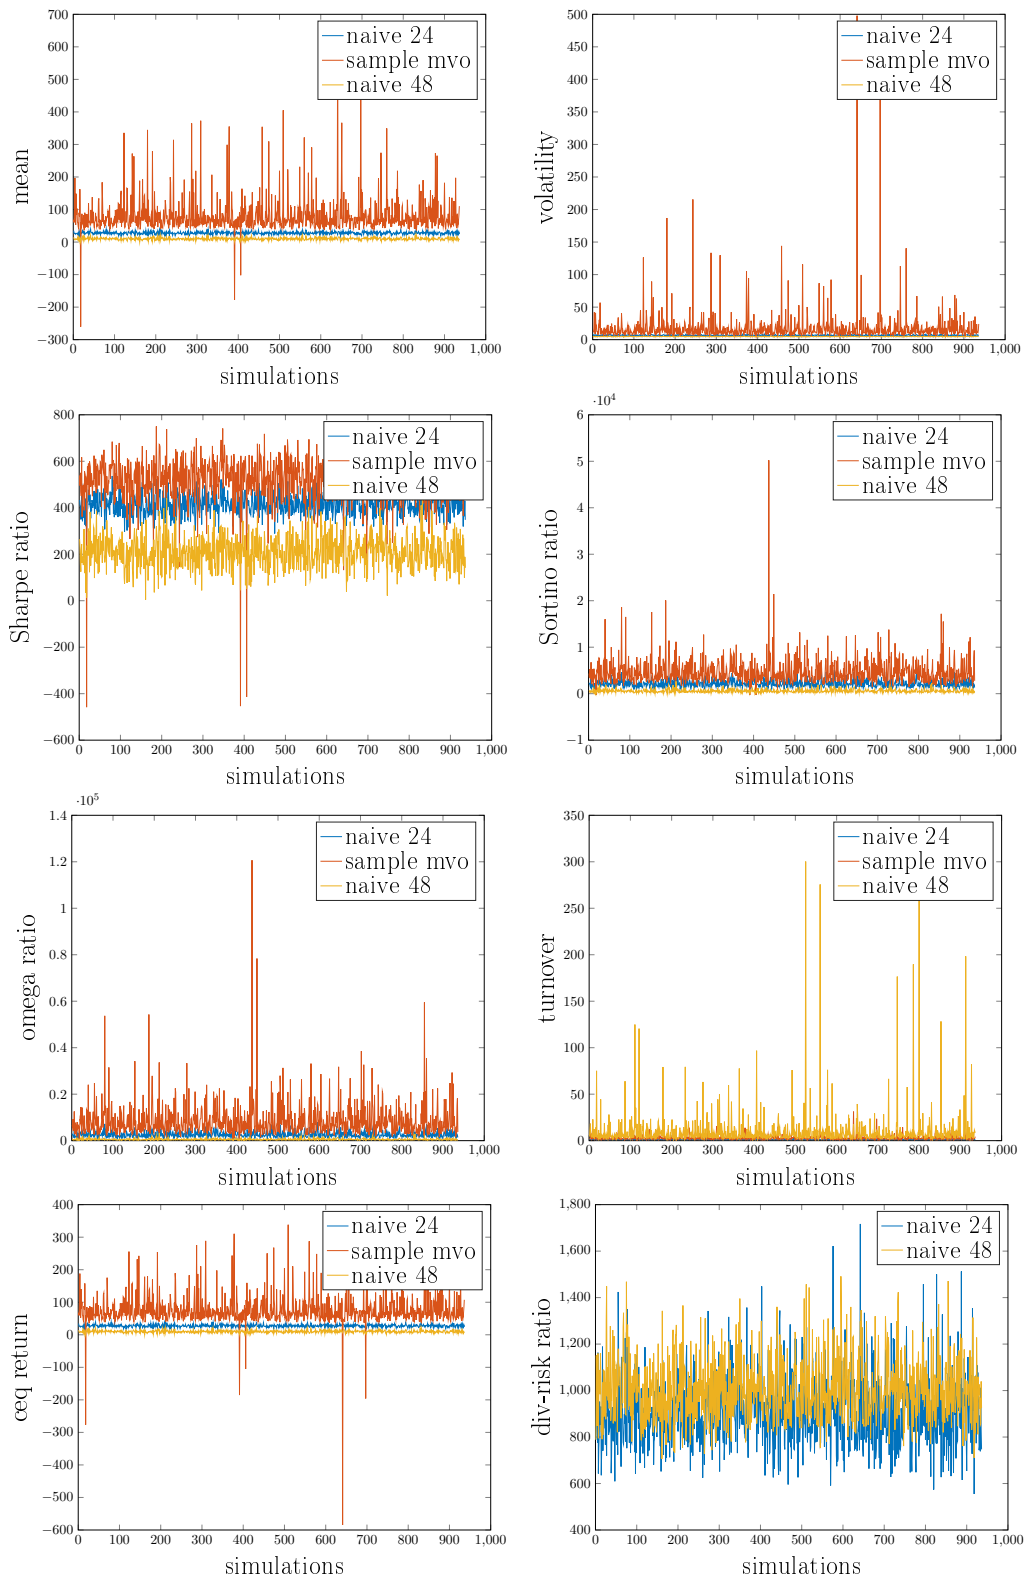 700
600
500
400
300
200
100
0
−100
−200
−300
0 100 200 300 400 500 600 700 800 900 1,000
mean
simulations
naive 24
sample mvo
naive 48
500
450
400
350
300
250
200
150
100
50
0
0 100 200 300 400 500 600 700 800 900 1,000
volatility
simulations
naive 24
sample mvo
naive 48
800
600
400
200
0
−200
−400
−600
0 100 200 300 400 500 600 700 800 900 1,000
Sharpe ratio
simulations
naive 24
sample mvo
naive 48
·10⁴
6
5
4
3
2
1
0
−1
0 100 200 300 400 500 600 700 800 900 1,000
Sortino ratio
simulations
naive 24
sample mvo
naive 48
·10⁵
1.4
1.2
1
0.8
0.6
0.4
0.2
0
0 100 200 300 400 500 600 700 800 900 1,000
omega ratio
simulations
naive 24
sample mvo
naive 48
350
300
250
200
150
100
50
0
0 100 200 300 400 500 600 700 800 900 1,000
turnover
simulations
naive 24
sample mvo
naive 48
400
300
200
100
0
−100
−200
−300
−400
−500
−600
0 100 200 300 400 500 600 700 800 900 1,000
ceq return
simulations
naive 24
sample mvo
naive 48
1,800
1,600
1,400
1,200
1,000
800
600
400
0 100 200 300 400 500 600 700 800 900 1,000
div-risk ratio
simulations
naive 24
naive 48